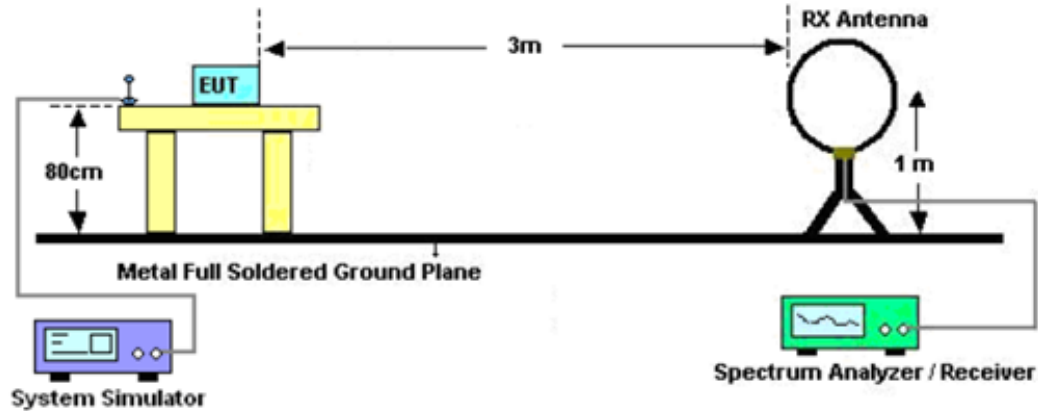 RX Antenna
3m
EUT
80cm
1 m
Metal Full Soldered Ground Plane
System Simulator
Spectrum Analyzer / Receiver